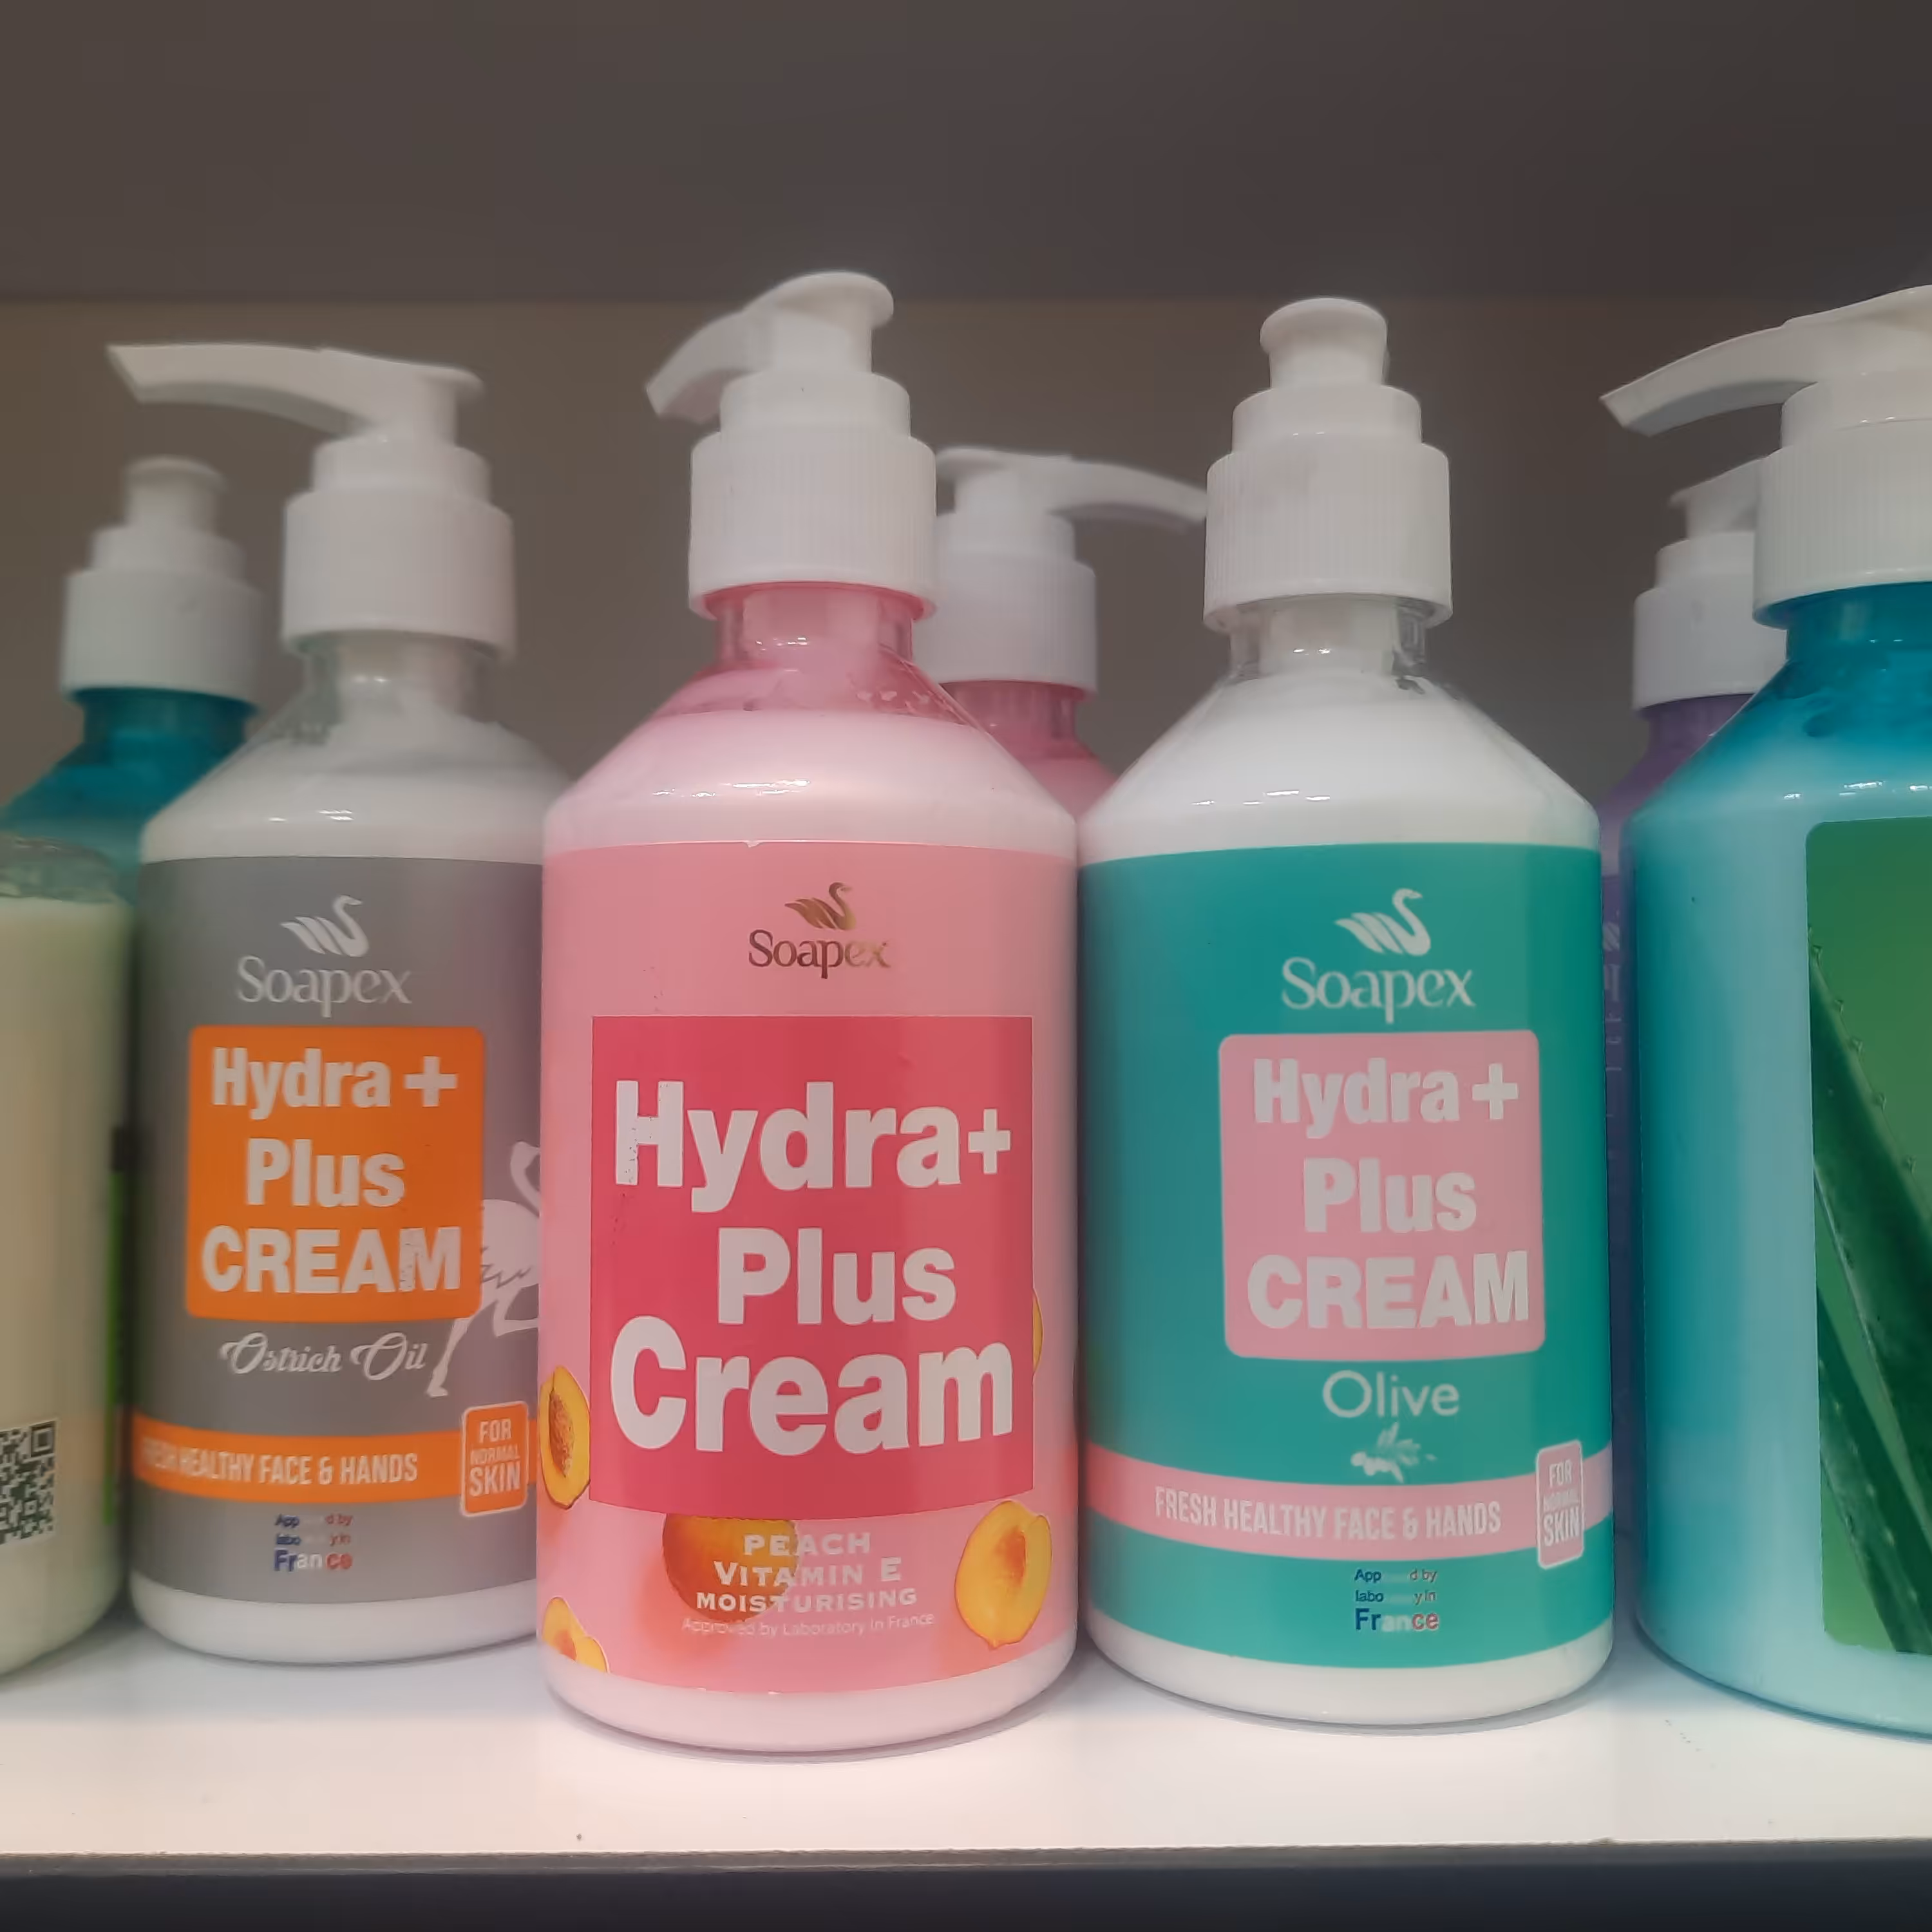 Soapex
Hydra +
Plus
CREAM
Ostrich Oil
FRESH HEALTHY FACE & HANDS
FOR
NORMAL
SKIN
France
Soapex
Hydra+
Plus
Cream
PEACH
VITAMIN E
MOISTURISING
Approved by Laboratory In France
Soapex
Hydra +
Plus
CREAM
Olive
FRESH HEALTHY FACE & HANDS
FOR
NORMAL
SKIN
France